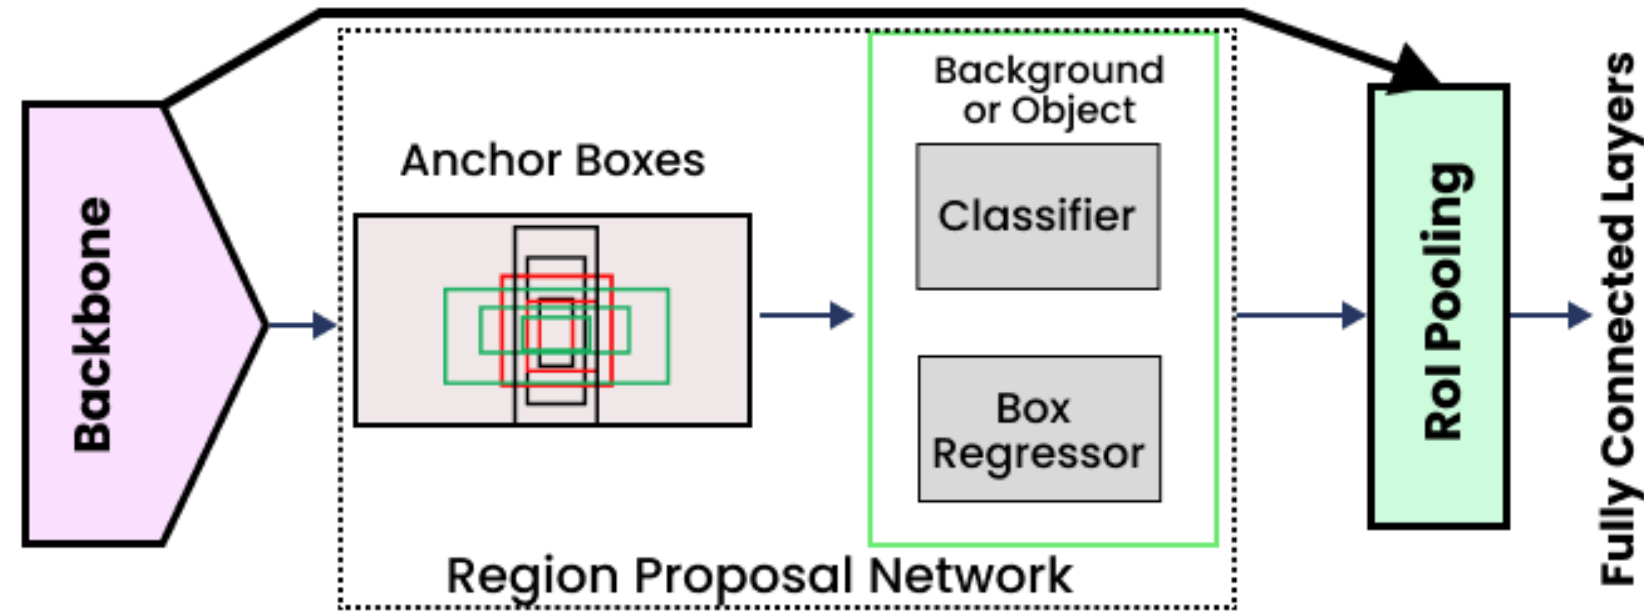 Backbone
Anchor Boxes
Background
or Object
Classifier
Box
Regressor
Region Proposal Network
RoI Pooling
Fully Connected Layers